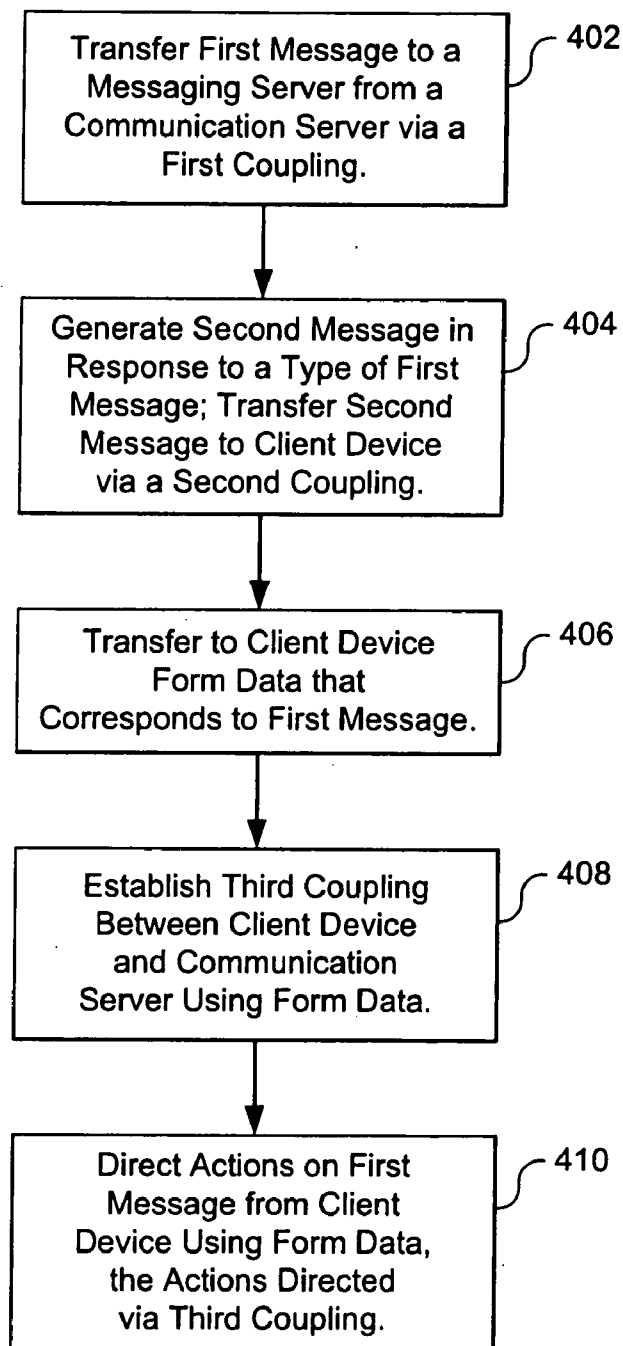 Transfer First Message to a
Messaging Server from a
Communication Server via a
First Coupling.
402
Generate Second Message in
Response to a Type of First
Message; Transfer Second
Message to Client Device
via a Second Coupling.
404
Transfer to Client Device
Form Data that
Corresponds to First Message.
406
Establish Third Coupling
Between Client Device
and Communication
Server Using Form Data.
408
Direct Actions on First
Message from Client
Device Using Form Data,
the Actions Directed
via Third Coupling.
410